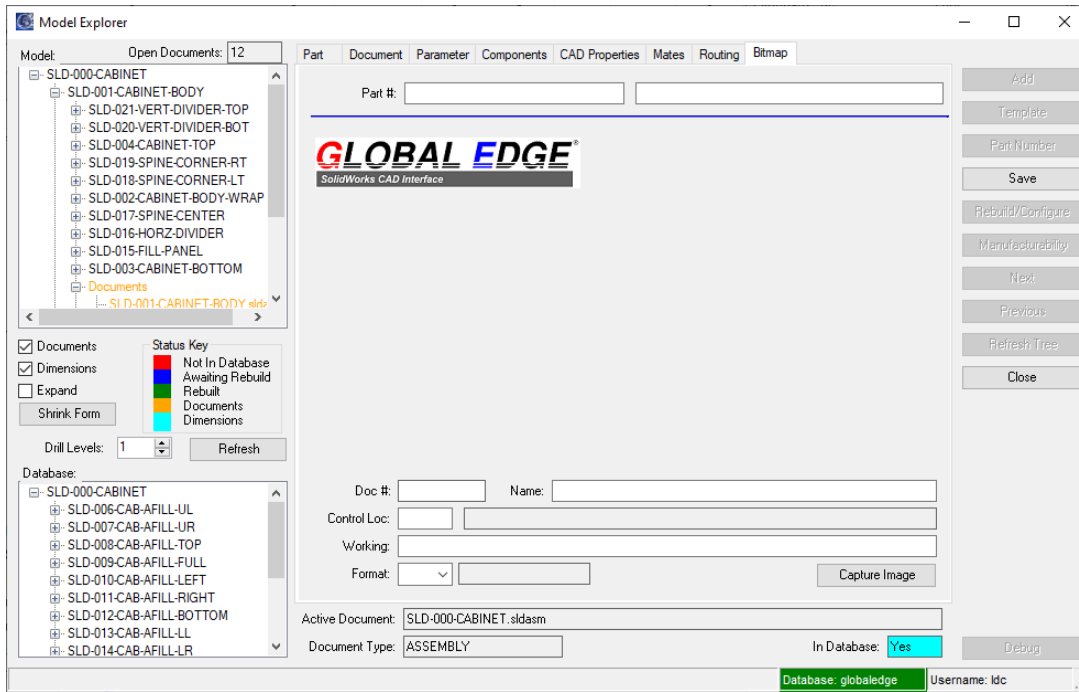 Model Explorer
Model:
Open Documents: 12
SLD-000-CABINET
SLD-001-CABINET-BODY
SLD-021-VERT-DIVIDER-TOP
SLD-020-VERT-DIVIDER-BOT
SLD-004-CABINET-TOP
SLD-019-SPINE-CORNER-RT
SLD-018-SPINE-CORNER-LT
SLD-002-CABINET-BODY-WRAP
SLD-017-SPINE-CENTER
SLD-016-HORZ-DIVIDER
SLD-015-FILL-PANEL
SLD-003-CABINET-BOTTOM
Documents
SLD-001-CABINET-BODY.slda
Documents
Dimensions
Expand
Shrink Form
Status Key
Not In Database
Awaiting Rebuild
Rebuilt
Documents
Dimensions
Drill Levels: 1
Refresh
Database:
SLD-000-CABINET
SLD-006-CAB-AFILL-UL
SLD-007-CAB-AFILL-UR
SLD-008-CAB-AFILL-TOP
SLD-009-CAB-AFILL-FULL
SLD-010-CAB-AFILL-LEFT
SLD-011-CAB-AFILL-RIGHT
SLD-012-CAB-AFILL-BOTTOM
SLD-013-CAB-AFILL-LL
SLD-014-CAB-AFILL-LR
Part Document Parameter Components CAD Properties Mates Routing Bitmap
Part #:
GLOBAL EDGE®
SolidWorks CAD Interface
Doc #:
Name:
Control Loc:
Working:
Format:
Capture Image
Active Document: SLD-000-CABINET.sldasm
Document Type: ASSEMBLY
In Database: Yes
Add
Template
Part Number
Save
Rebuild/Configure
Manufacturability
Next
Previous
Refresh Tree
Close
Debug
Database: globaledge
Username: ldc